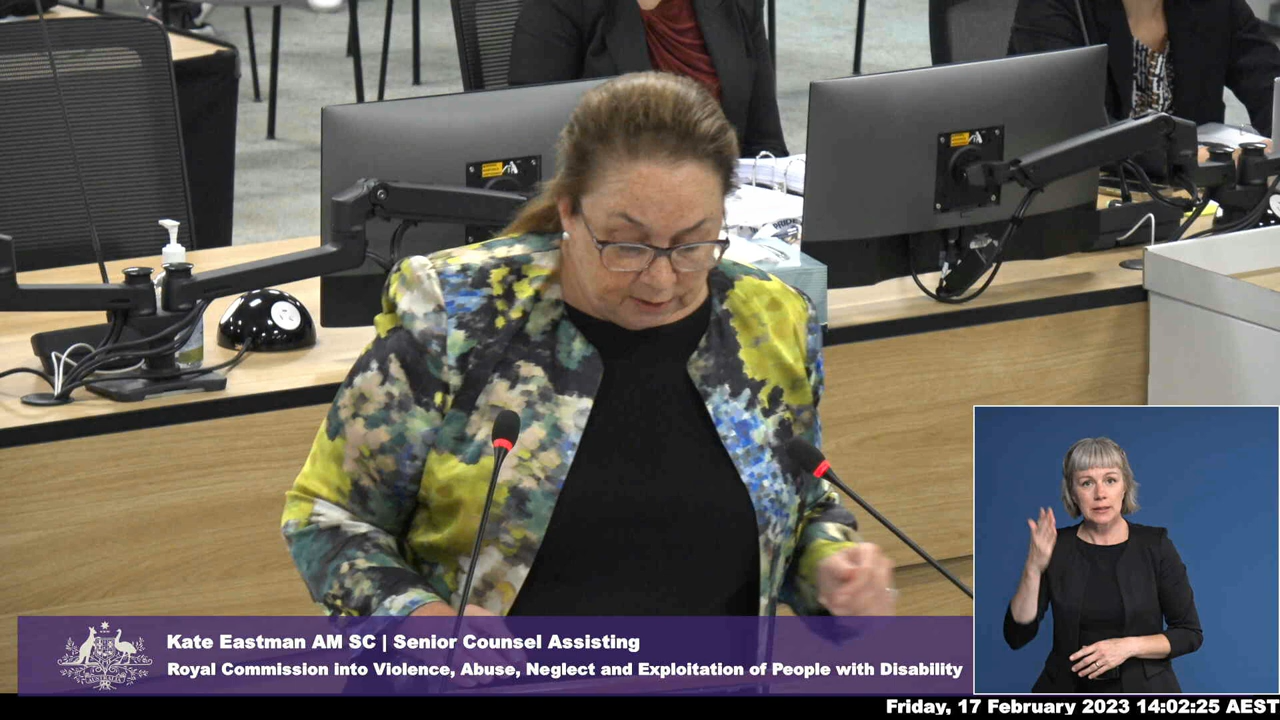 Kate Eastman AM SC | Senior Counsel Assisting
Royal Commission into Violence, Abuse, Neglect and Exploitation of People with Disability
Friday, 17 February 2023 14:02:25 AEST